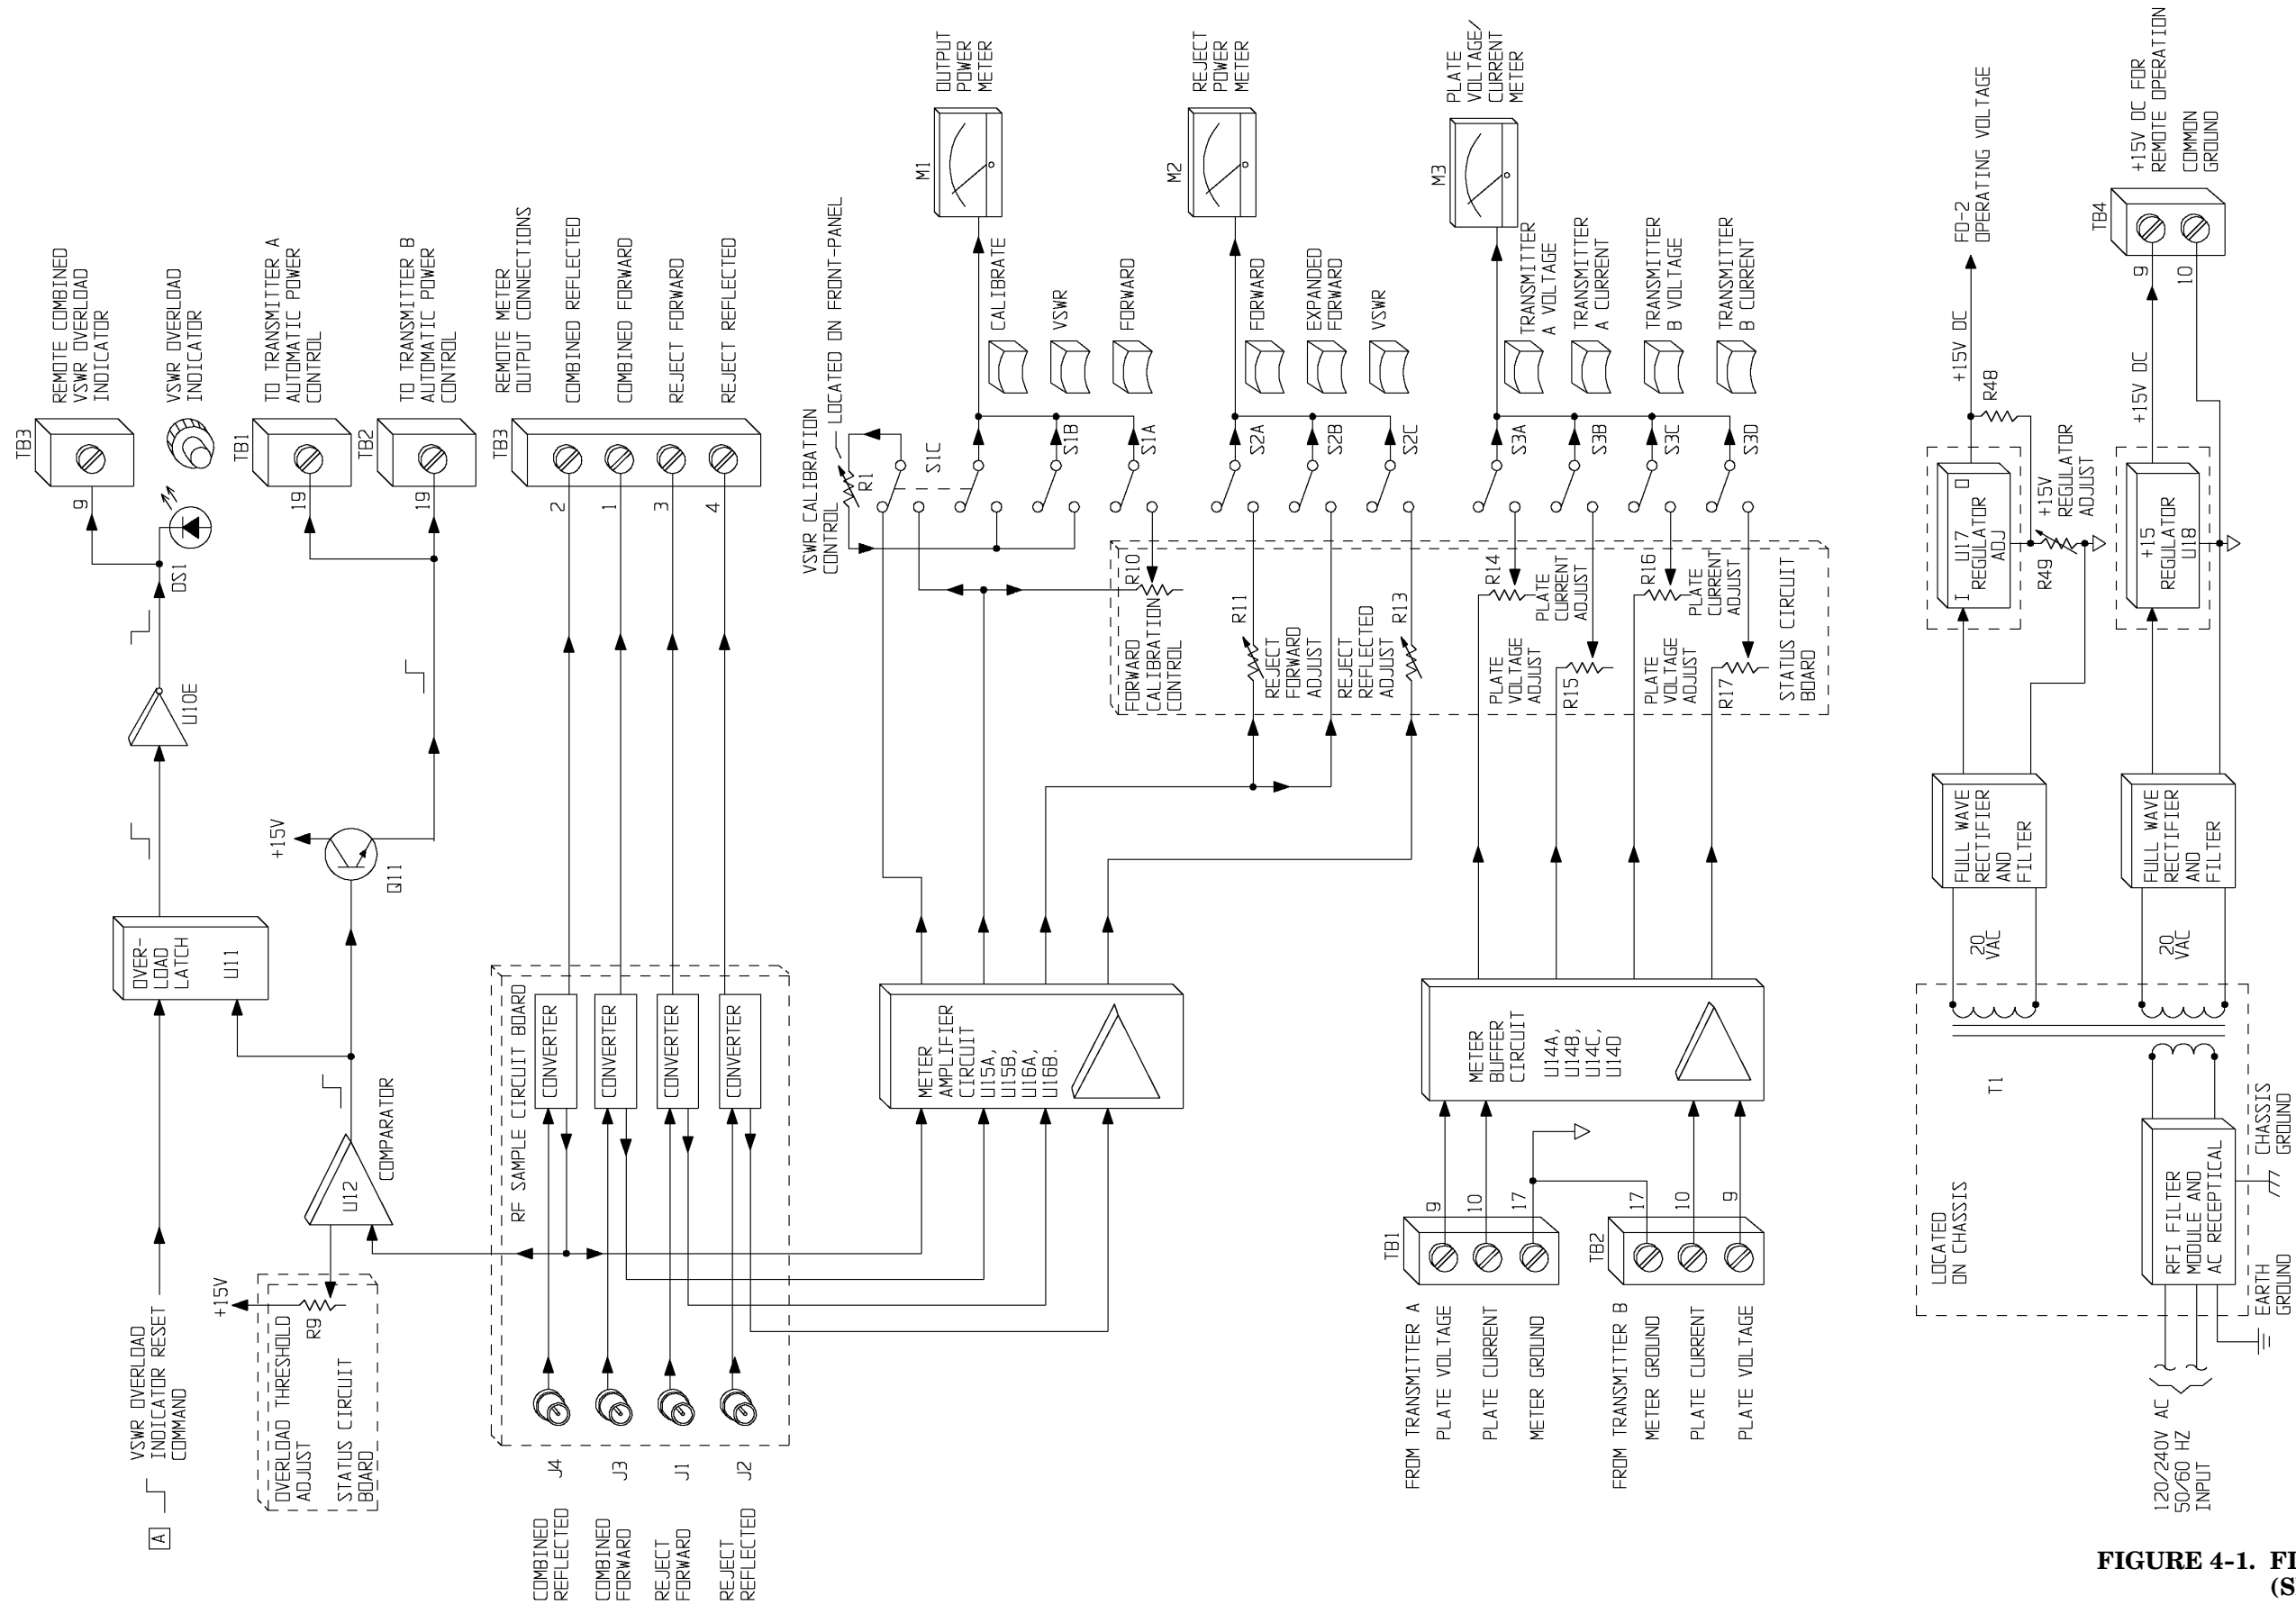 REMOTE COMBINED
VSWR OVERLOAD
INDICATOR
TB3
9
VSWR OVERLOAD
INDICATOR
DS1
U10E
OVER-
LOAD
LATCH
U11
VSWR OVERLOAD
INDICATOR RESET
COMMAND
A
TO TRANSMITTER A
AUTOMATIC POWER
CONTROL
TB1
19
TO TRANSMITTER B
AUTOMATIC POWER
CONTROL
TB2
19
+15V
Q11
COMPARATOR
U12
+15V
R9
OVERLOAD THRESHOLD
ADJUST
STATUS CIRCUIT
BOARD
REMOTE METER
OUTPUT CONNECTIONS
COMBINED REFLECTED
COMBINED FORWARD
REJECT FORWARD
REJECT REFLECTED
TB3
2
1
3
4
RF SAMPLE CIRCUIT BOARD
CONVERTER
CONVERTER
CONVERTER
CONVERTER
J4
J3
J1
J2
COMBINED
REFLECTED
COMBINED
FORWARD
REJECT
FORWARD
REJECT
REFLECTED
OUTPUT
POWER
METER
M1
LOCATED ON FRONT-PANEL
VSWR CALIBRATION
CONTROL
R1
S1C
CALIBRATE
VSWR
FORWARD
S1B
S1A
REJECT
POWER
METER
M2
FORWARD
EXPANDED
FORWARD
VSWR
S2A
S2B
S2C
PLATE
VOLTAGE/
CURRENT
METER
M3
TRANSMITTER
A VOLTAGE
TRANSMITTER
A CURRENT
TRANSMITTER
B VOLTAGE
TRANSMITTER
B CURRENT
S3A
S3B
S3C
S3D
R10
FORWARD
CALIBRATION
CONTROL
R11
REJECT
FORWARD
ADJUST
REJECT
REFLECTED
ADJUST
R13
R14
PLATE
VOLTAGE
ADJUST
PLATE
CURRENT
ADJUST
R15
R16
PLATE
VOLTAGE
ADJUST
PLATE
CURRENT
ADJUST
R17
STATUS CIRCUIT
BOARD
METER
AMPLIFIER
CIRCUIT
U15A,
U15B,
U16A,
U16B.
METER
BUFFER
CIRCUIT
U14A,
U14B,
U14C,
U14D
TB1
9
10
17
TB2
17
10
9
FROM TRANSMITTER A
PLATE VOLTAGE
PLATE CURRENT
METER GROUND
FROM TRANSMITTER B
METER GROUND
PLATE CURRENT
PLATE VOLTAGE
FD-2
OPERATING VOLTAGE
+15V DC
R48
U17
REGULATOR
ADJ
I
O
R49
+15V
REGULATOR
ADJUST
FULL WAVE
RECTIFIER
AND
FILTER
20
VAC
+15V DC FOR
REMOTE OPERATION
COMMON
GROUND
TB4
9
10
+15V DC
+15
REGULATOR
U18
FULL WAVE
RECTIFIER
AND
FILTER
20
VAC
T1
LOCATED
ON CHASSIS
RFI FILTER
MODULE AND
AC RECEPTICAL
CHASSIS
GROUND
EARTH
GROUND
120/240V AC
50/60 HZ
INPUT
FIGURE 4-1. FI
(S